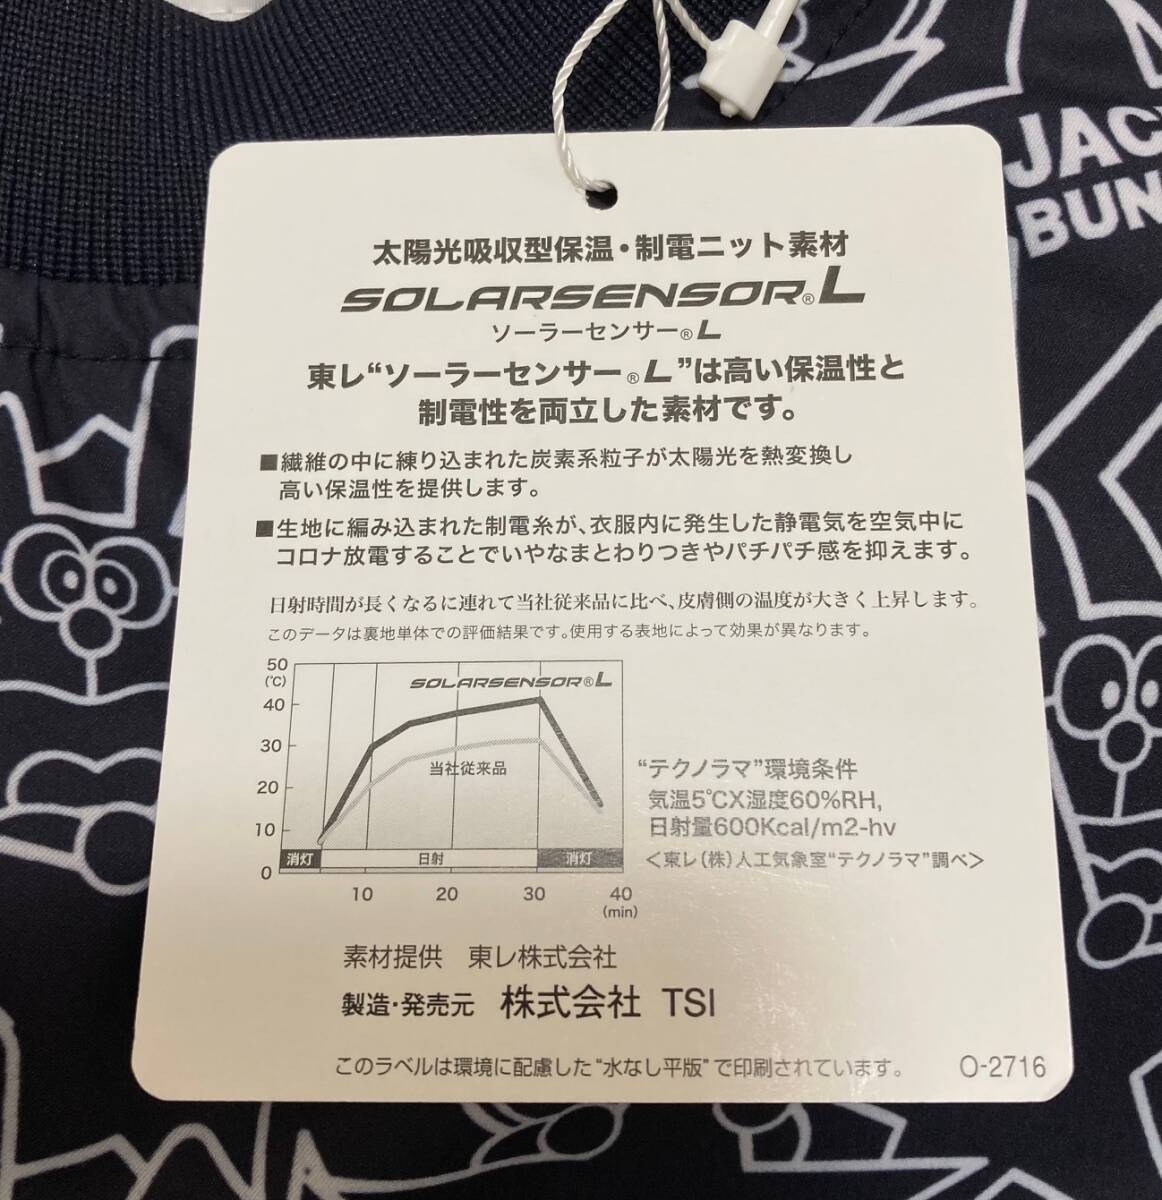 JAC
BUN
太陽光吸収型保温・制電ニット素材
SOLARSENSOR®L
ソーラーセンサー®L
東レ“ソーラーセンサー®L”は高い保温性と
制電性を両立した素材です。
■繊維の中に練り込まれた炭素系粒子が太陽光を熱変換し
高い保温性を提供します。
■生地に編み込まれた制電糸が、衣服内に発生した静電気を空気中に
コロナ放電することでいやなまとわりつきやパチパチ感を抑えます。
日射時間が長くなるに連れて当社従来品に比べ、皮膚側の温度が大きく上昇します。
このデータは裏地単体での評価結果です。使用する表地によって効果が異なります。
50
(℃)
40
30
20
10
0
SOLARSENSOR®L
当社従来品
消灯 日射 消灯
10 20 30 40
(min)
“テクノラマ”環境条件
気温5℃X湿度60%RH,
日射量600Kcal/m2-hv
<東レ(株)人工気象室“テクノラマ”調べ>
素材提供 東レ株式会社
製造・発売元 株式会社 TSI
このラベルは環境に配慮した“水なし平版”で印刷されています。 O-2716